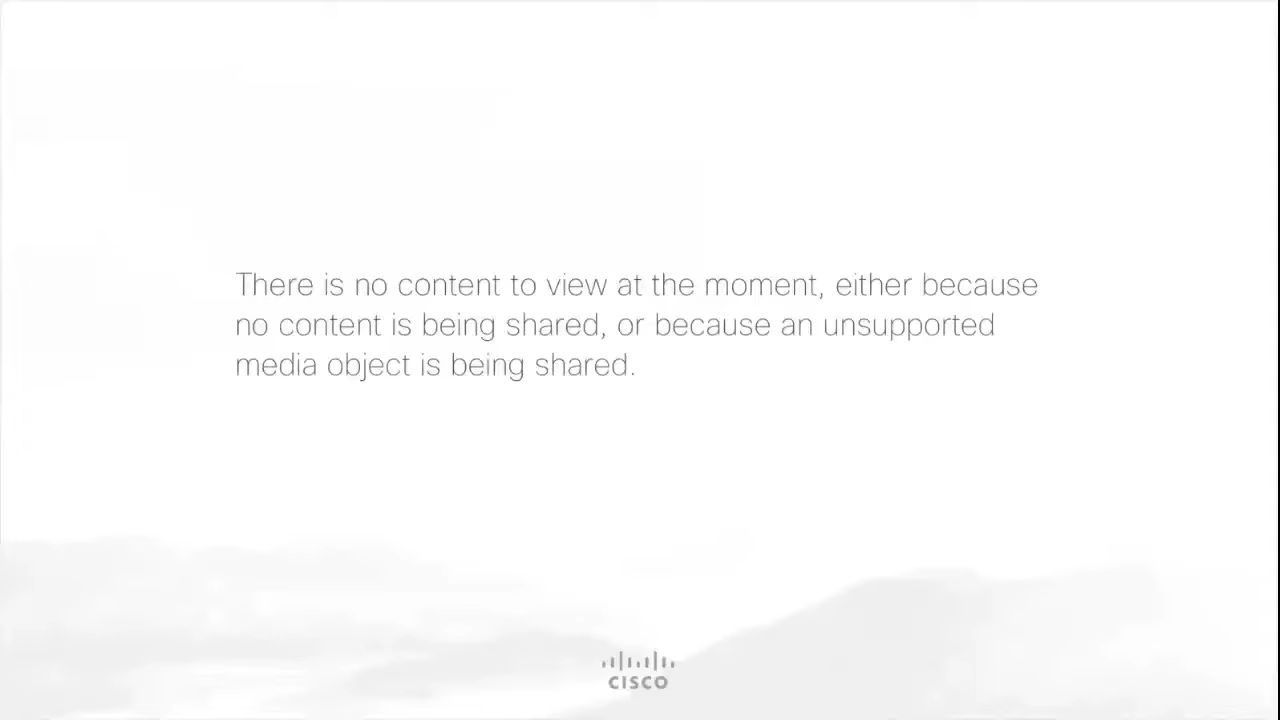 There is no content to view at the moment, either because
no content is being shared, or because an unsupported
media object is being shared.
CISCO